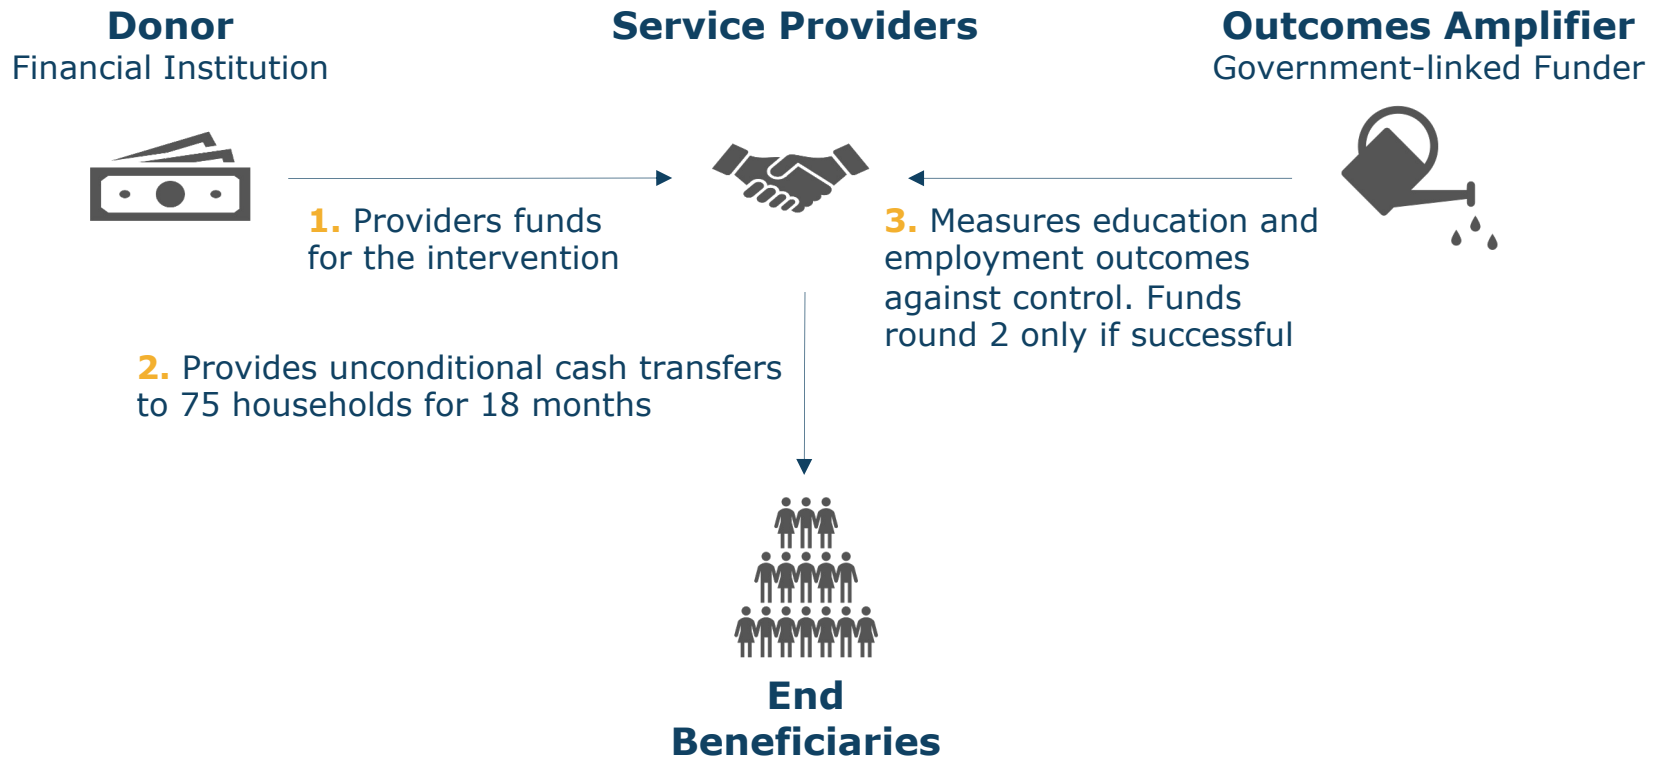 Donor
Financial Institution
Service Providers
Outcomes Amplifier
Government-linked Funder
1. Providers funds
for the intervention
3. Measures education and
employment outcomes
against control. Funds
round 2 only if successful
2. Provides unconditional cash transfers
to 75 households for 18 months
End
Beneficiaries